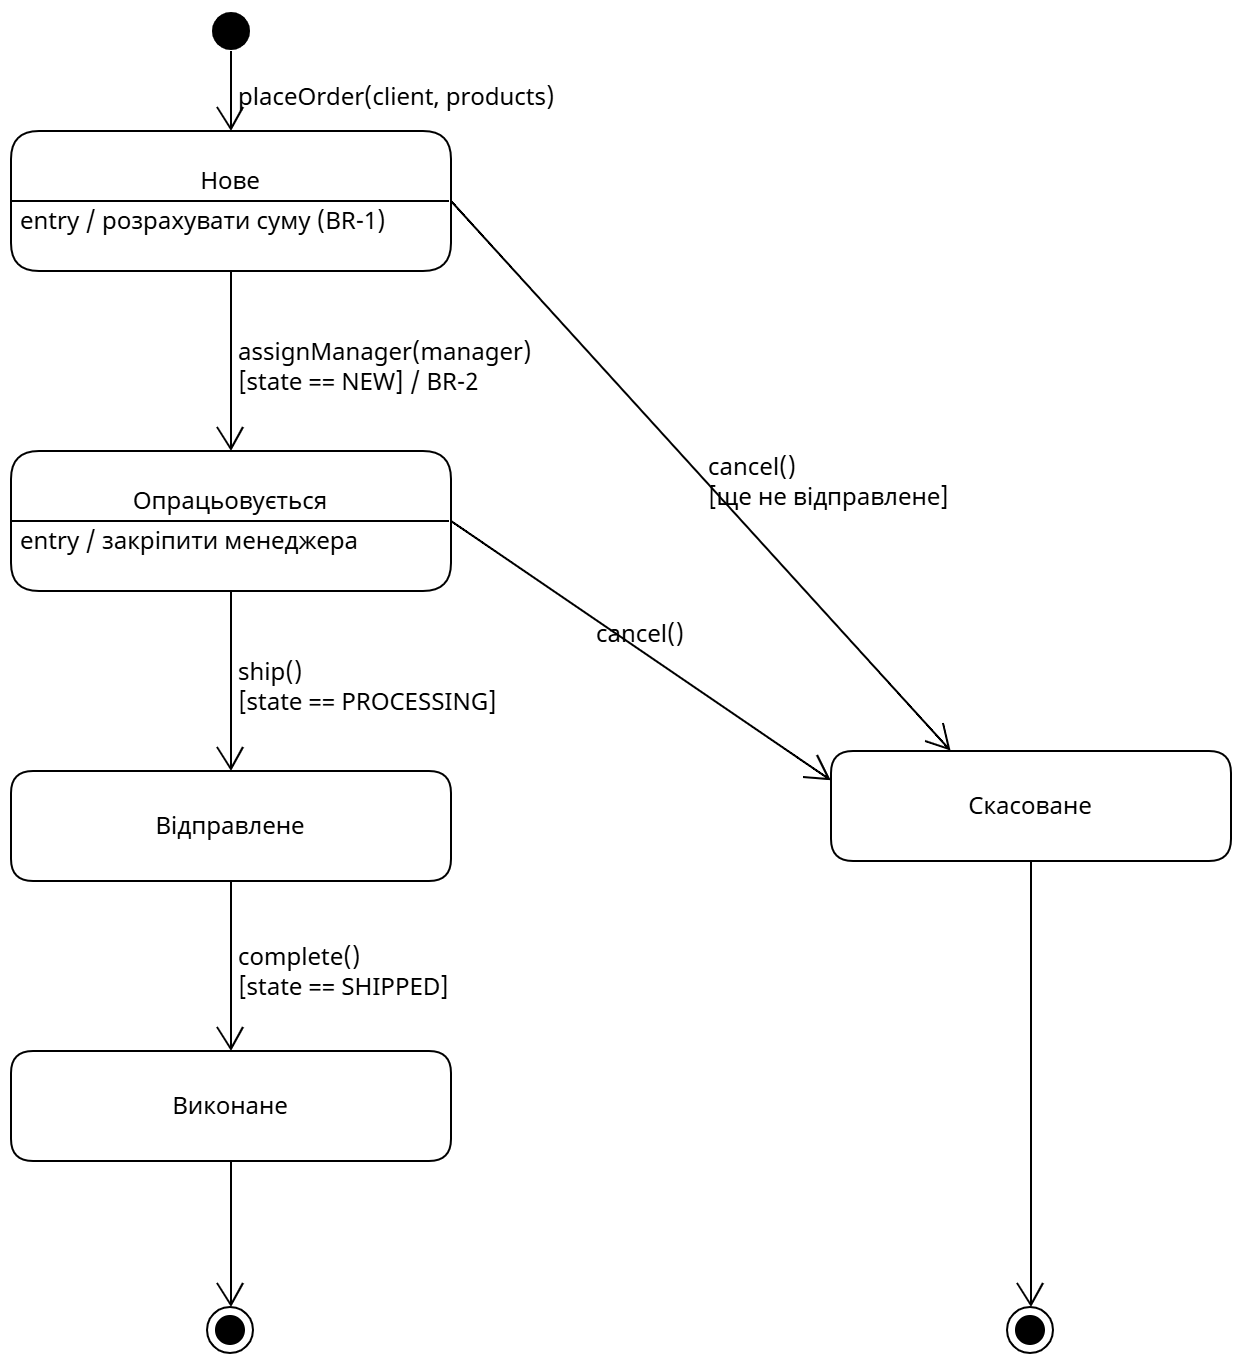 placeOrder(client, products)
Нове
entry / розрахувати суму (BR-1)
assignManager(manager)
[state == NEW] / BR-2
cancel()
[ще не відправлене]
Опрацьовується
entry / закріпити менеджера
cancel()
ship()
[state == PROCESSING]
Відправлене
Скасоване
complete()
[state == SHIPPED]
Виконане